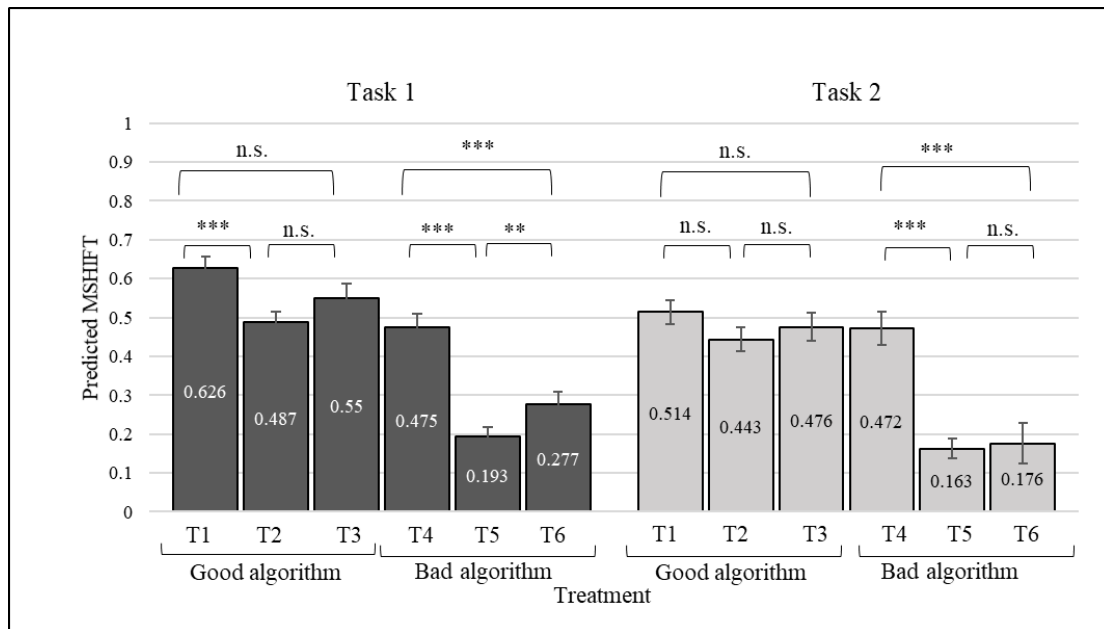 Task 1 Task 2
1
n.s. *** n.s. ***
0.9
0.8
*** n.s. *** ** n.s. n.s. *** n.s.
0.7
0.6
0.5
0.4
0.3
0.2
0.1
0
Predicted MSHIFT
0.626 0.487 0.55 0.475 0.193 0.277 0.514 0.443 0.476 0.472 0.163 0.176
T1 T2 T3 T4 T5 T6 T1 T2 T3 T4 T5 T6
Good algorithm Bad algorithm Good algorithm Bad algorithm
Treatment